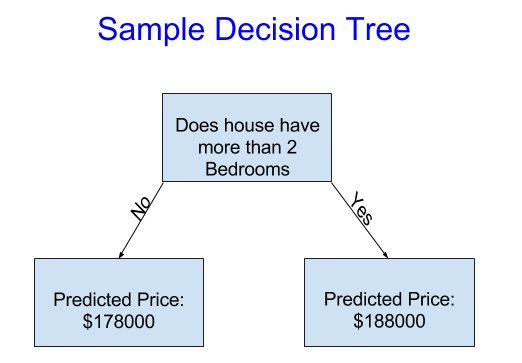 Sample Decision Tree
Does house have
more than 2
Bedrooms
No
Yes
Predicted Price:
$178000
Predicted Price:
$188000